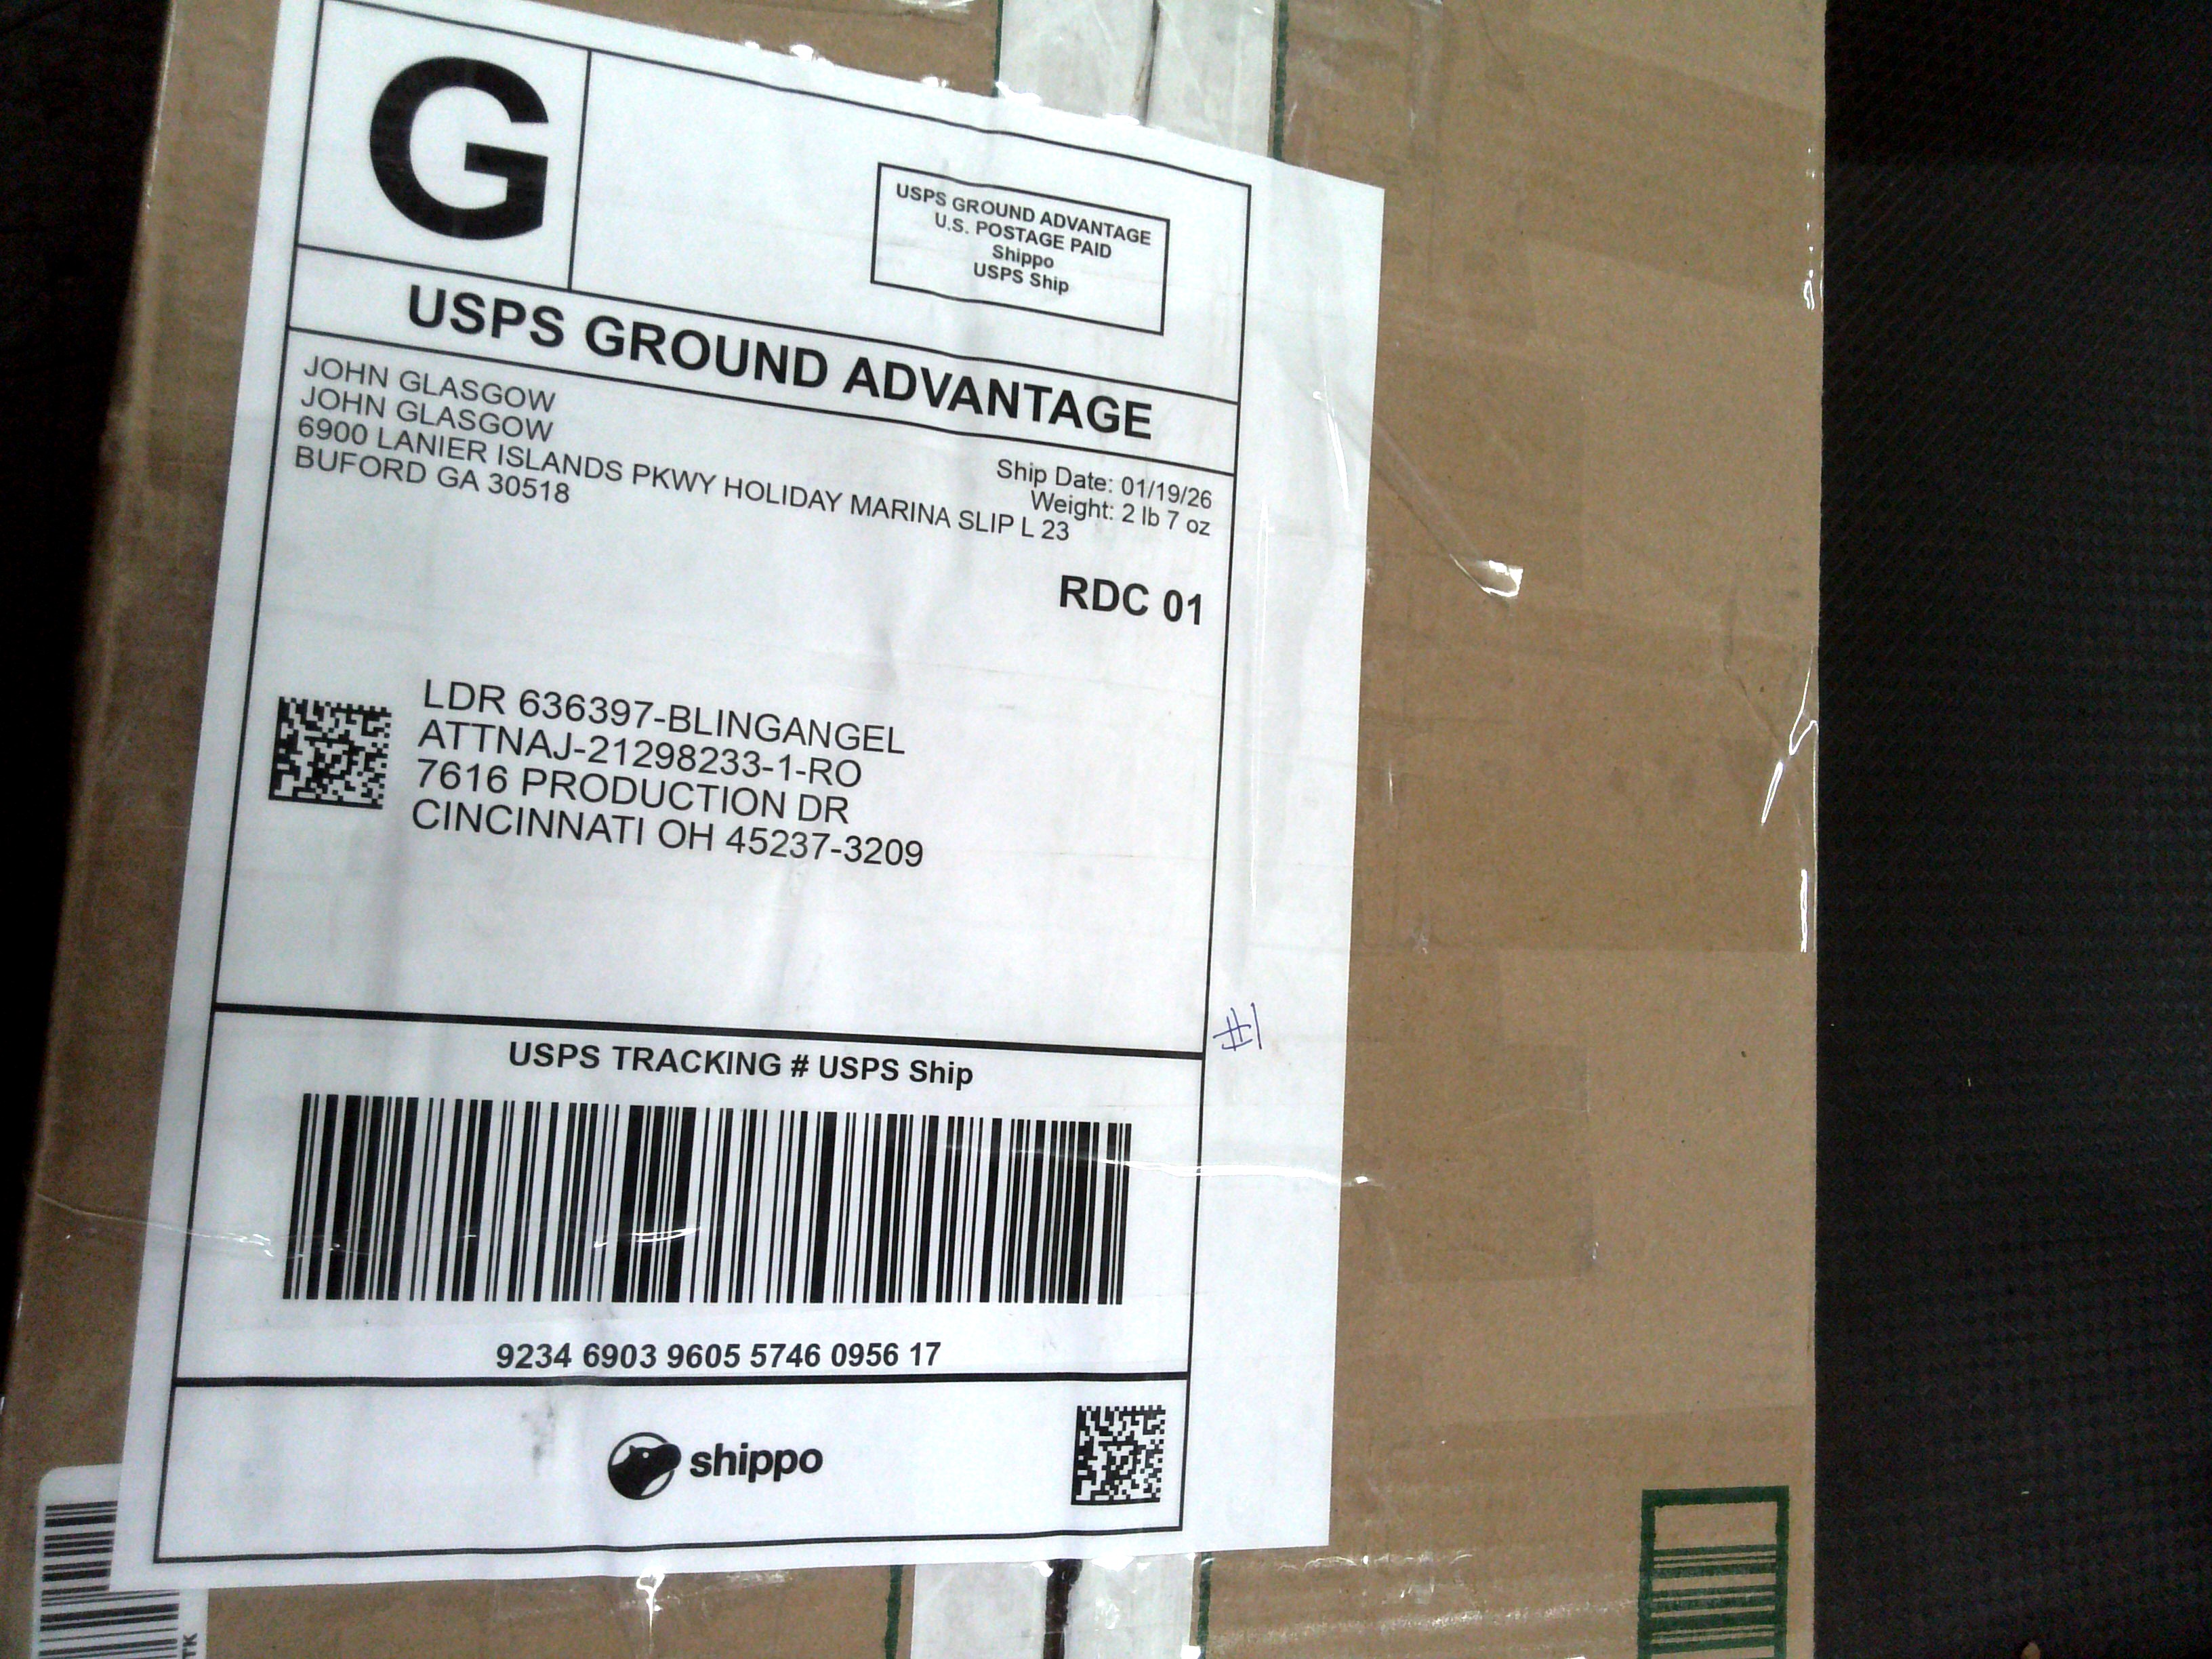 G
USPS GROUND ADVANTAGE
U.S. POSTAGE PAID
Shippo
USPS Ship
USPS GROUND ADVANTAGE
JOHN GLASGOW
JOHN GLASGOW
6900 LANIER ISLANDS PKWY HOLIDAY MARINA SLIP L 23
BUFORD GA 30518
Ship Date: 01/19/26
Weight: 2 lb 7 oz
RDC 01
LDR 636397-BLINGANGEL
ATTNAJ-21298233-1-RO
7616 PRODUCTION DR
CINCINNATI OH 45237-3209
#1
USPS TRACKING # USPS Ship
9234 6903 9605 5746 0956 17
shippo